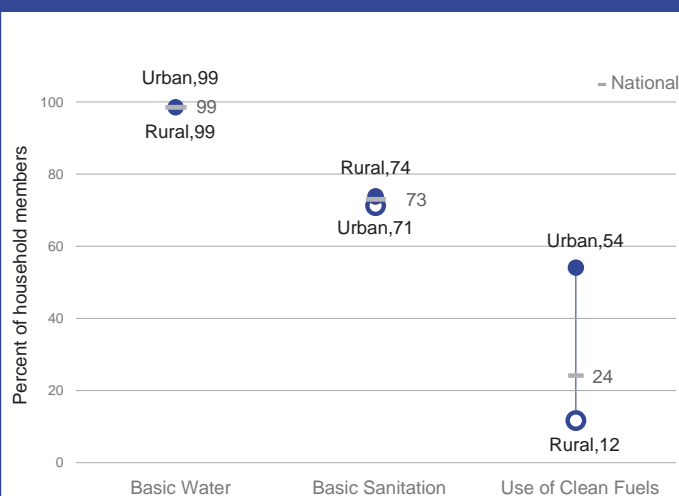 Urban,99
National
100
99
Rural,99
Rural,74
80
73
Urban,71
60
Urban,54
40
24
20
Rural,12
0
Percent of household members
Basic Water
Basic Sanitation
Use of Clean Fuels